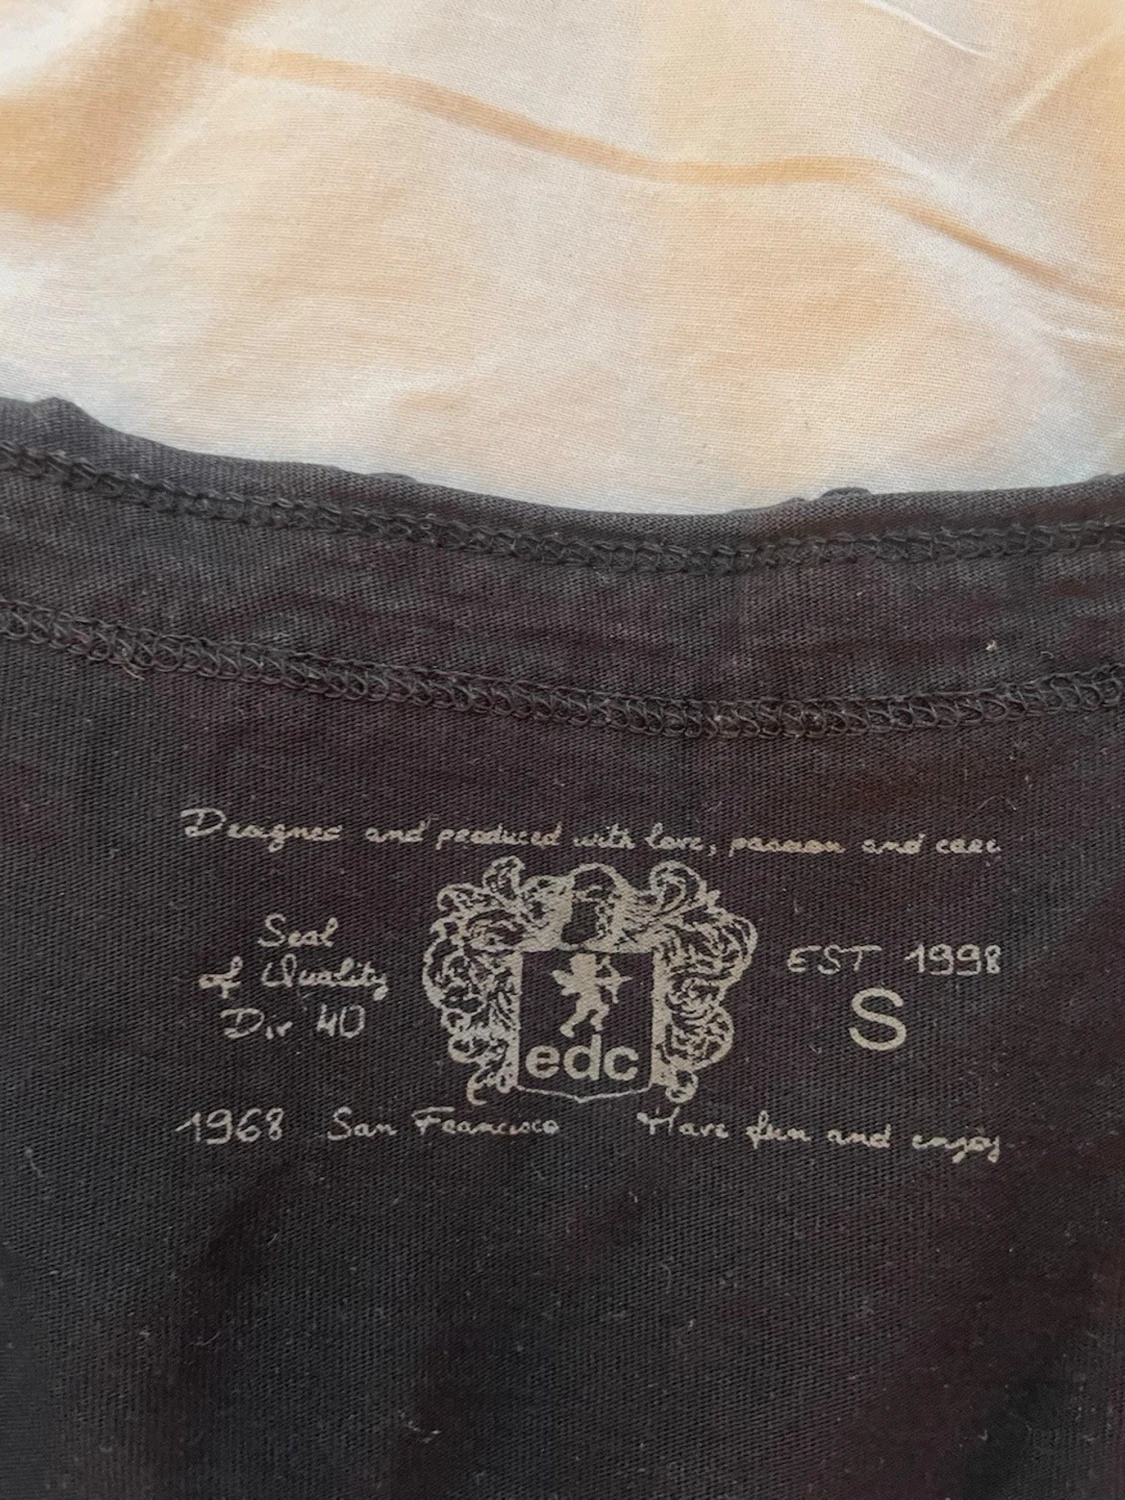 Designed and produced with love, passion and care
Seal
of Quality
Div 40
edc
EST 1998
S
1968 San Francisco
Have fun and enjoy